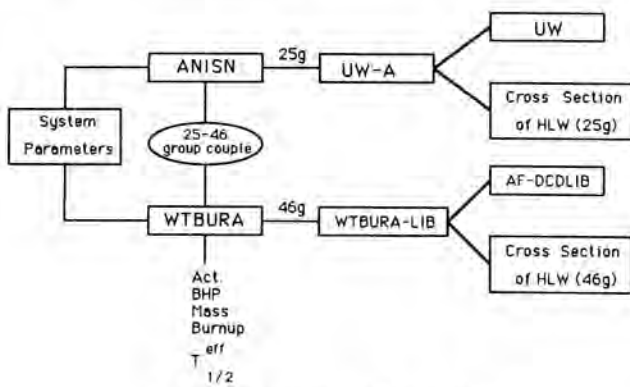 25g
UW
ANISN
UW-A
System
Parameters
25-46
group couple
Cross Section
of HLW (25g)
46g
AF-DCDLIB
WTBURA
WTBURA-LIB
Cross Section
of HLW (46g)
Act.
BHP
Mass
Burnup
T eff 1/2